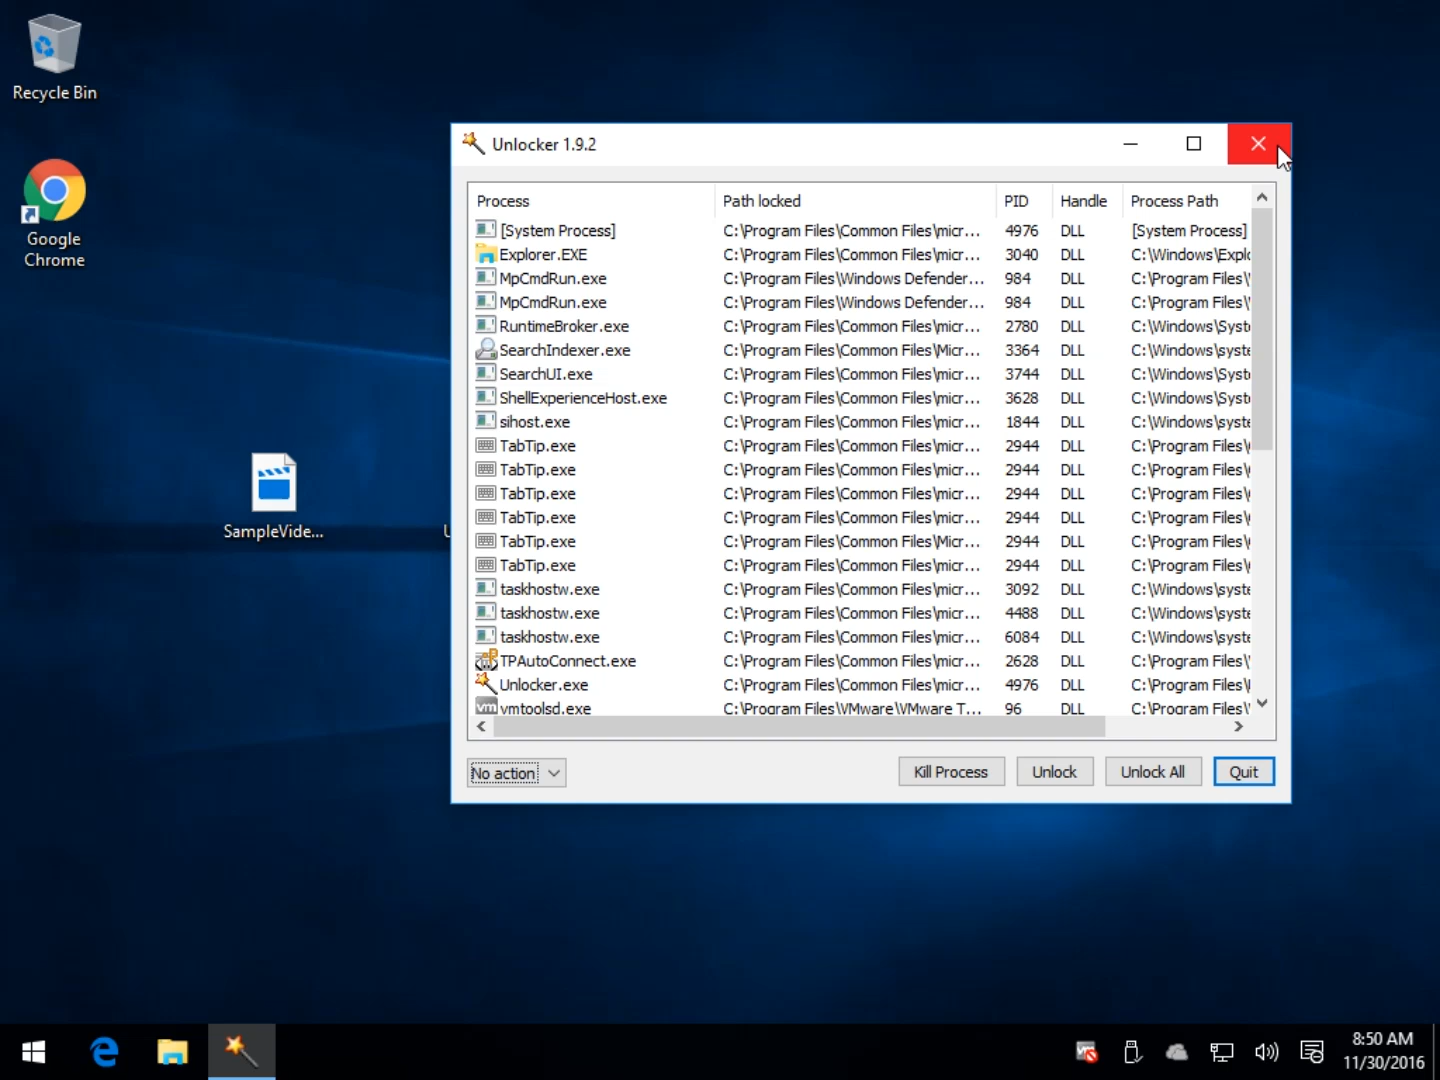 Recycle Bin
Google
Chrome
SampleVide...
Unlocker 1.9.2
Process Path locked PID Handle Process Path
[System Process] C:\Program Files\Common Files\micr... 4976 DLL [System Process]
Explorer.EXE C:\Program Files\Common Files\micr... 3040 DLL C:\Windows\Explo
MpCmdRun.exe C:\Program Files\Windows Defender... 984 DLL C:\Program Files\
MpCmdRun.exe C:\Program Files\Windows Defender... 984 DLL C:\Program Files\
RuntimeBroker.exe C:\Program Files\Common Files\micr... 2780 DLL C:\Windows\Syst
SearchIndexer.exe C:\Program Files\Common Files\Micr... 3364 DLL C:\Windows\syste
SearchUI.exe C:\Program Files\Common Files\micr... 3744 DLL C:\Windows\Syst
ShellExperienceHost.exe C:\Program Files\Common Files\micr... 3628 DLL C:\Windows\Syst
sihost.exe C:\Program Files\Common Files\micr... 1844 DLL C:\Windows\syste
TabTip.exe C:\Program Files\Common Files\micr... 2944 DLL C:\Program Files\
TabTip.exe C:\Program Files\Common Files\micr... 2944 DLL C:\Program Files\
TabTip.exe C:\Program Files\Common Files\micr... 2944 DLL C:\Program Files\
TabTip.exe C:\Program Files\Common Files\micr... 2944 DLL C:\Program Files\
TabTip.exe C:\Program Files\Common Files\Micr... 2944 DLL C:\Program Files\
TabTip.exe C:\Program Files\Common Files\micr... 2944 DLL C:\Program Files\
taskhostw.exe C:\Program Files\Common Files\micr... 3092 DLL C:\Windows\syste
taskhostw.exe C:\Program Files\Common Files\micr... 4488 DLL C:\Windows\syste
taskhostw.exe C:\Program Files\Common Files\micr... 6084 DLL C:\Windows\syste
TPAutoConnect.exe C:\Program Files\Common Files\micr... 2628 DLL C:\Program Files\
Unlocker.exe C:\Program Files\Common Files\micr... 4976 DLL C:\Program Files\
vmtoolsd.exe C:\Program Files\VMware\VMware T... 96 DLL C:\Program Files\
No action Kill Process Unlock Unlock All Quit
8:50 AM
11/30/2016